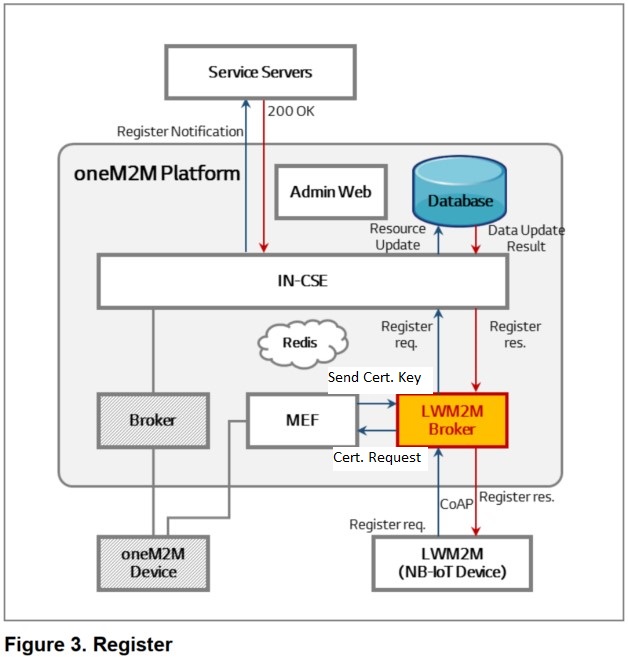 Service Servers
200 OK
Register Notification
oneM2M Platform
Admin Web
Database
Resource
Update
Data Update
Result
IN-CSE
Redis
Register
req.
Register
res.
Send Cert. Key
Broker
MEF
LWM2M
Broker
Cert. Request
CoAP
Register res.
Register req.
oneM2M
Device
LWM2M
(NB-IoT Device)
Figure 3. Register